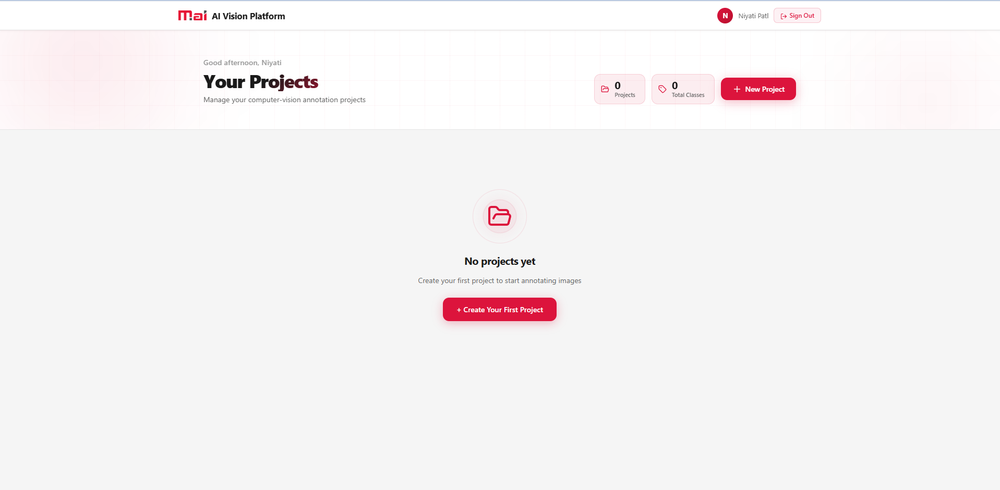 mai AI Vision Platform
N Niyati Patl Sign Out
Good afternoon, Niyati
Your Projects
Manage your computer-vision annotation projects
0
Projects
0
Total Classes
+ New Project
No projects yet
Create your first project to start annotating images
+ Create Your First Project